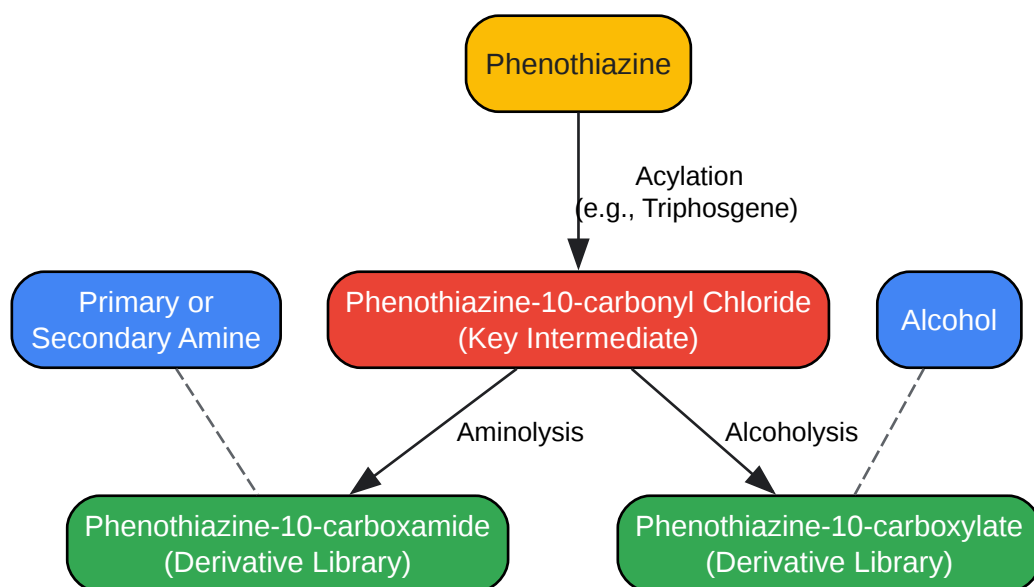 Phenothiazine
Acylation
(e.g., Triphosgene)
Primary or
Secondary Amine
Phenothiazine-10-carbonyl Chloride
(Key Intermediate)
Alcohol
Aminolysis
Alcoholysis
Phenothiazine-10-carboxamide
(Derivative Library)
Phenothiazine-10-carboxylate
(Derivative Library)